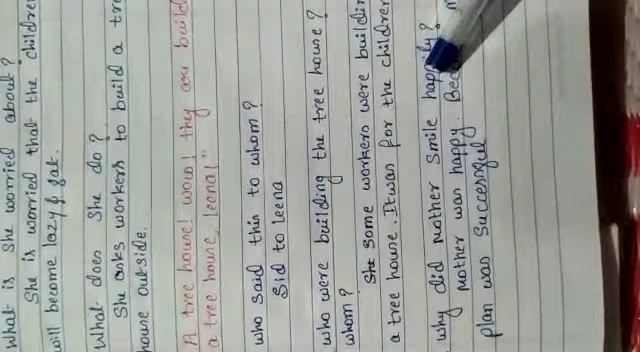 What is she worried about?
She is worried that the children
will become lazy & fat.
What does she do?
She asks workers to build a tre
house outside.
A tree house! wow! they are build
a tree house, leena!"
who said this to whom?
Sid to leena
who were building the tree house?
whom?
She some workers were buildin
a tree house. It was for the children
why did mother smile happily?
Mother was happy.
plan was successful